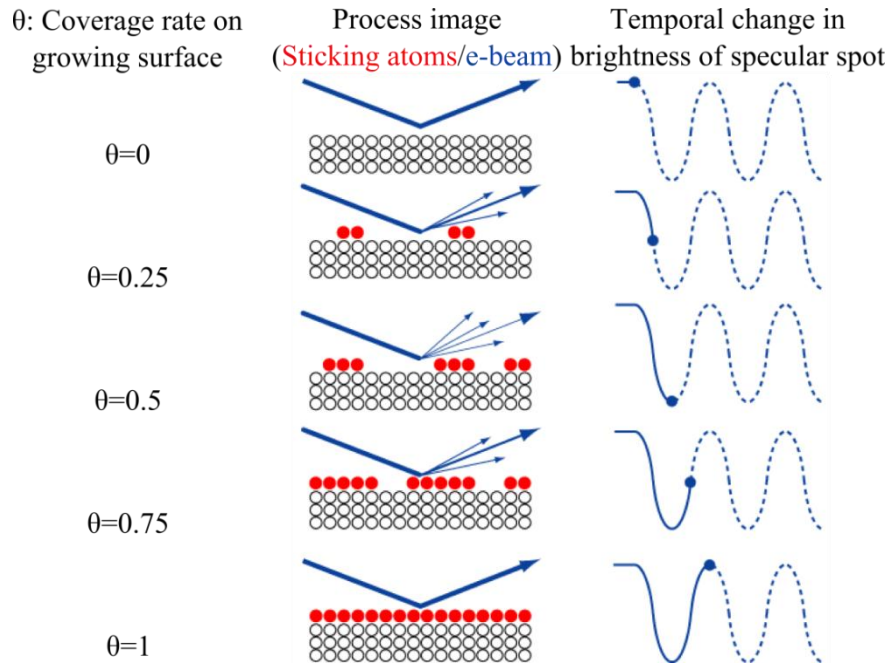 θ: Coverage rate on
growing surface
Process image
(Sticking atoms/e-beam)
Temporal change in
brightness of specular spot
θ=0
θ=0.25
θ=0.5
θ=0.75
θ=1